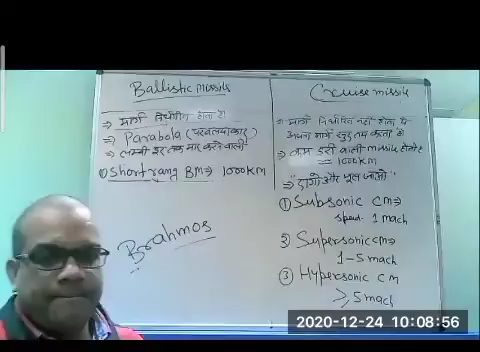 Ballistic missile
⇒ मार्ग निर्धारित होता है।
⇒ Parabola (परवलयाकार)
⇒ लम्बी दूर तक मार करने वाली
① Short rang BM ⇒ 1000km
Brahmos
Cruise missile
⇒ मार्ग निर्धारित नहीं होता ये
अपना मार्ग खुद तय करता है
⇒ कम दूरी वाली missile होती है
1000km
⇒ "दागो और भूल जाओ"
① Subsonic cm ⇒
speed 1 mach
② Supersonic cm ⇒
1-5 mach
③ Hypersonic cm
≥ 5 mach
2020-12-24 10:08:56